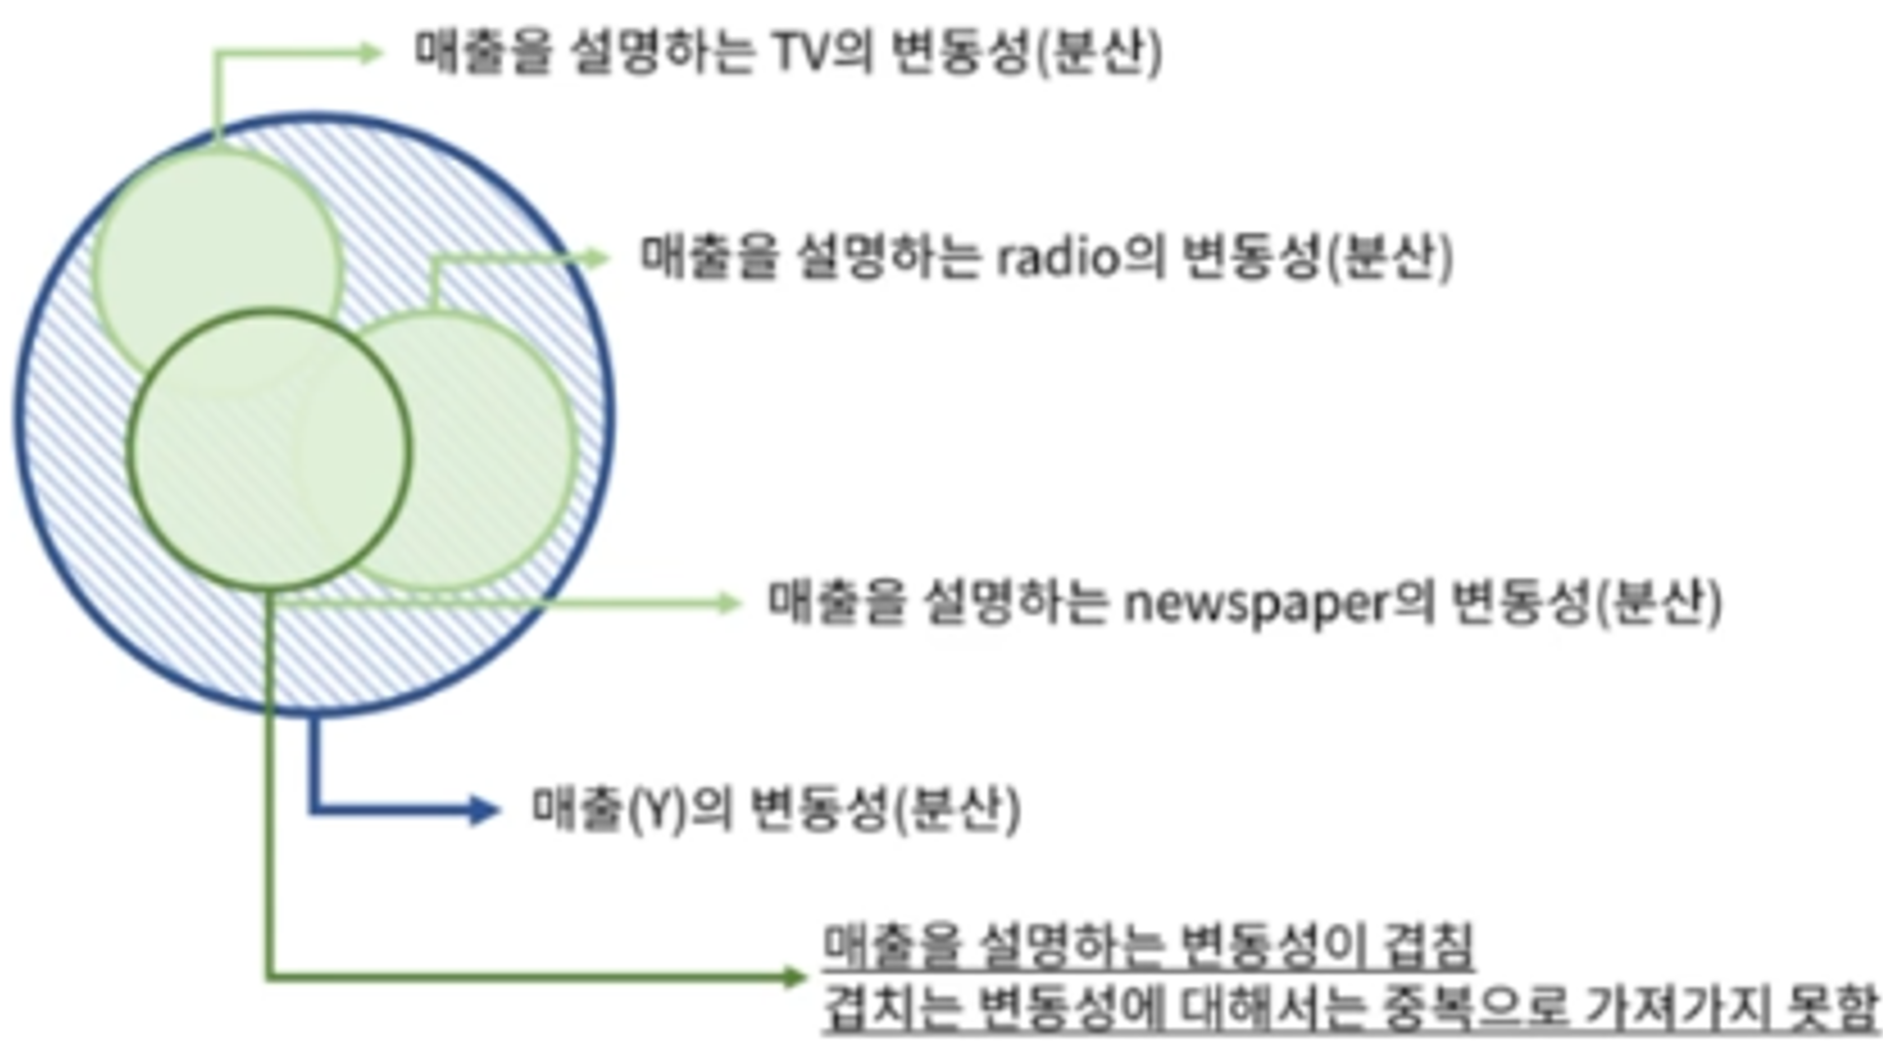 매출을 설명하는 TV의 변동성(분산)
매출을 설명하는 radio의 변동성(분산)
매출을 설명하는 newspaper의 변동성(분산)
매출(Y)의 변동성(분산)
매출을 설명하는 변동성이 겹침
겹치는 변동성에 대해서는 중복으로 가져가지 못함